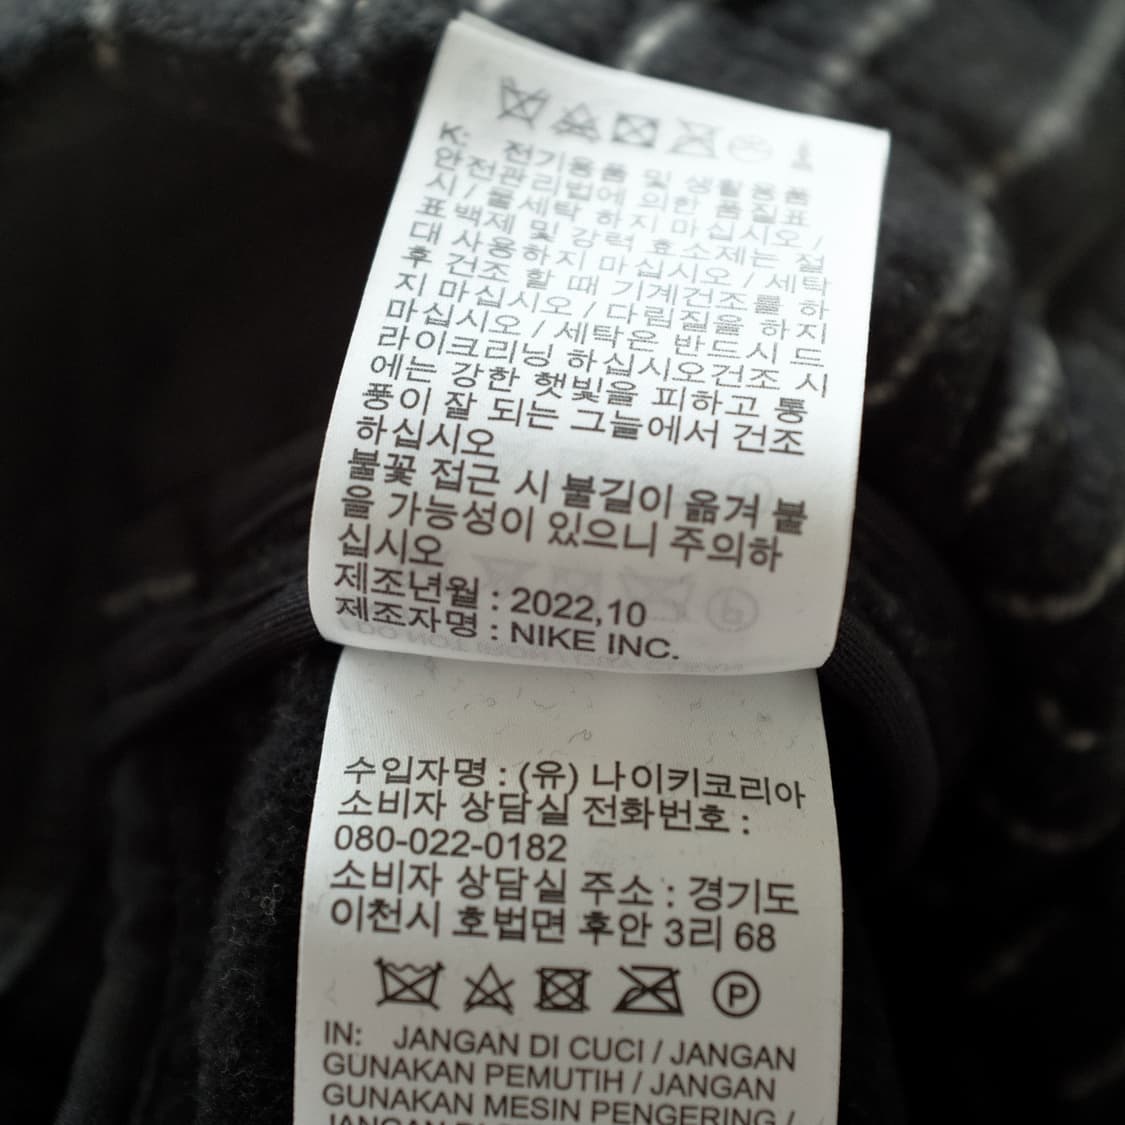 K: 전기용품 및 생활용품
안전관리법에 의한 품질표
시 / 물세탁 하지 마십시오 /
표백제 및 강력 효소제는 절
대 사용하지 마십시오 / 세탁
후 건조 할 때 기계건조를 하
지 마십시오 / 다림질을 하지
마십시오 / 세탁은 반드시 드
라이크리닝 하십시오건조 시
에는 강한 햇빛을 피하고 통
풍이 잘 되는 그늘에서 건조
하십시오
불꽃 접근 시 불길이 옮겨 붙
을 가능성이 있으니 주의하
십시오
제조년월 : 2022,10
제조자명 : NIKE INC.
수입자명 : (유) 나이키코리아
소비자 상담실 전화번호 :
080-022-0182
소비자 상담실 주소 : 경기도
이천시 호법면 후안 3리 68
P
IN: JANGAN DI CUCI / JANGAN
GUNAKAN PEMUTIH / JANGAN
GUNAKAN MESIN PENGERING /